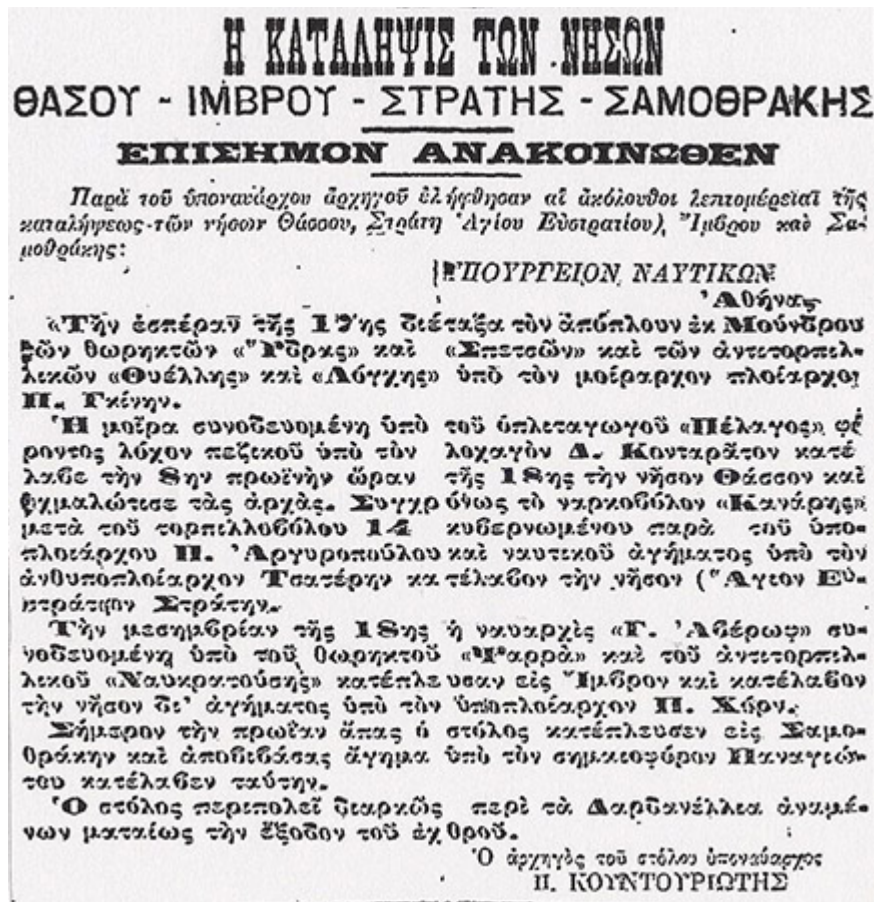 Η ΚΑΤΑΛΗΨΙΣ ΤΩΝ ΝΗΣΩΝ
ΘΑΣΟΥ - ΙΜΒΡΟΥ - ΣΤΡΑΤΗΣ - ΣΑΜΟΘΡΑΚΗΣ
ΕΠΙΣΗΜΟΝ ΑΝΑΚΟΙΝΩΘΕΝ
Παρὰ τοῦ ὑποναυάρχου ἀρχηγοῦ ἐλήφθησαν αἱ ἀκόλουθοι λεπτομέρειαι τῆς
καταλήψεως τῶν νήσων Θάσσου, Στράτη Ἁγίου Εὐστρατίου), Ἴμβρου καὶ Σα-
μοθράκης:
ΥΠΟΥΡΓΕΙΟΝ ΝΑΥΤΙΚΩΝ
Ἀθήνας
«Τὴν ἑσπέραν τῆς 17ης διέταξα τὸν ἀπόπλουν ἐκ Μούνδρου
τῶν θωρηκτῶν «Ὕδρας» καὶ «Σπετσῶν» καὶ τῶν ἀντιτορπιλ-
λικῶν «Θυέλλης» καὶ «Λόγχης» ὑπὸ τὸν μοίραρχον πλοίαρχον
Π. Γκίνην.
Ἡ μοῖρα συνοδευομένη ὑπὸ τοῦ ὁπλιταγωγοῦ «Πέλαγος» φέ
ροντος λόχον πεζικοῦ ὑπὸ τὸν λοχαγὸν Δ. Κονταρᾶτον κατέ
λαβε τὴν 8ην πρωϊνὴν ὥραν τῆς 18ης τὴν νῆσον Θάσσον καὶ
ᾐχμαλώτισε τὰς ἀρχάς. Συγχρόνως τὸ ναρκοβόλον «Κανάρης»
μετὰ τοῦ τορπιλλοβόλου 14 κυβερνωμένου παρὰ τοῦ ὑπο-
πλοιάρχου Π. Ἀργυροπούλου καὶ ναυτικοῦ ἀγήματος ὑπὸ τὸν
ἀνθυποπλοίαρχον Τσατέρην κατέλαβον τὴν νῆσον (Ἅγιον Εὐ-
στράτιον Στράτην.
Τὴν μεσημβρίαν τῆς 18ης ἡ ναυαρχὶς «Γ. Ἀβέρωφ» συ-
νοδευομένη ὑπὸ τοῦ θωρηκτοῦ «Ψαρρὰ» καὶ τοῦ ἀντιτορπιλ-
λικοῦ «Ναυκρατούσης» κατέπλευσαν εἰς Ἴμβρον καὶ κατέλαβον
τὴν νῆσον δι' ἀγήματος ὑπὸ τὸν ὑποπλοίαρχον Π. Χόρν.
Σήμερον τὴν πρωΐαν ἅπας ὁ στόλος κατέπλευσεν εἰς Σαμο-
θράκην καὶ ἀποβιβάσας ἄγημα ὑπὸ τὸν σημαιοφόρον Παναγιώ-
του κατέλαβεν ταύτην.
Ὁ στόλος περιπολεῖ διαρκῶς περὶ τὰ Δαρδανέλλεια ἀναμέ-
νων ματαίως τὴν ἔξοδον τοῦ ἐχθροῦ.
Ὁ ἀρχηγὸς τοῦ στόλου ὑποναύαρχος
Π. ΚΟΥΝΤΟΥΡΙΩΤΗΣ